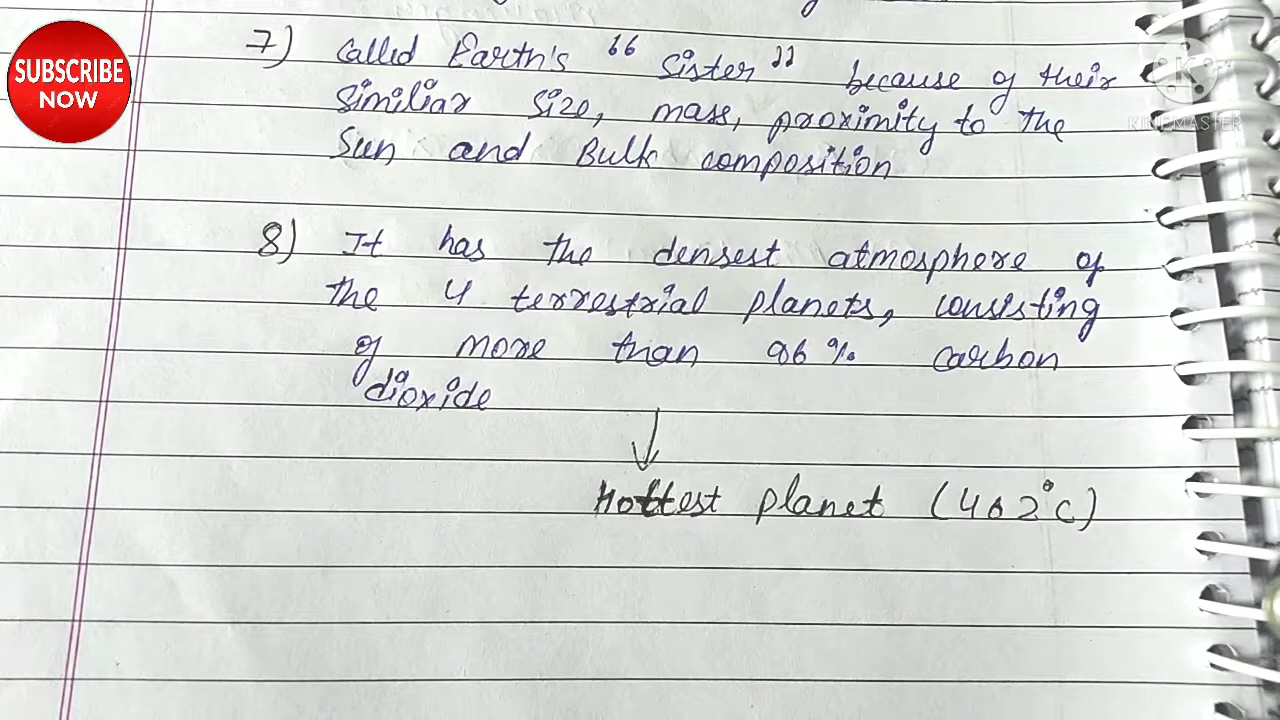 SUBSCRIBE
NOW
7) Called Earth's "Sister" because of their
Similiar size, mass, proximity to the
Sun and Bulk composition
KINEMASTER
8) It has the densest atmosphere of
the 4 terrestrial planets, consisting
of more than 96% carbon
dioxide
Hottest planet (462°C)